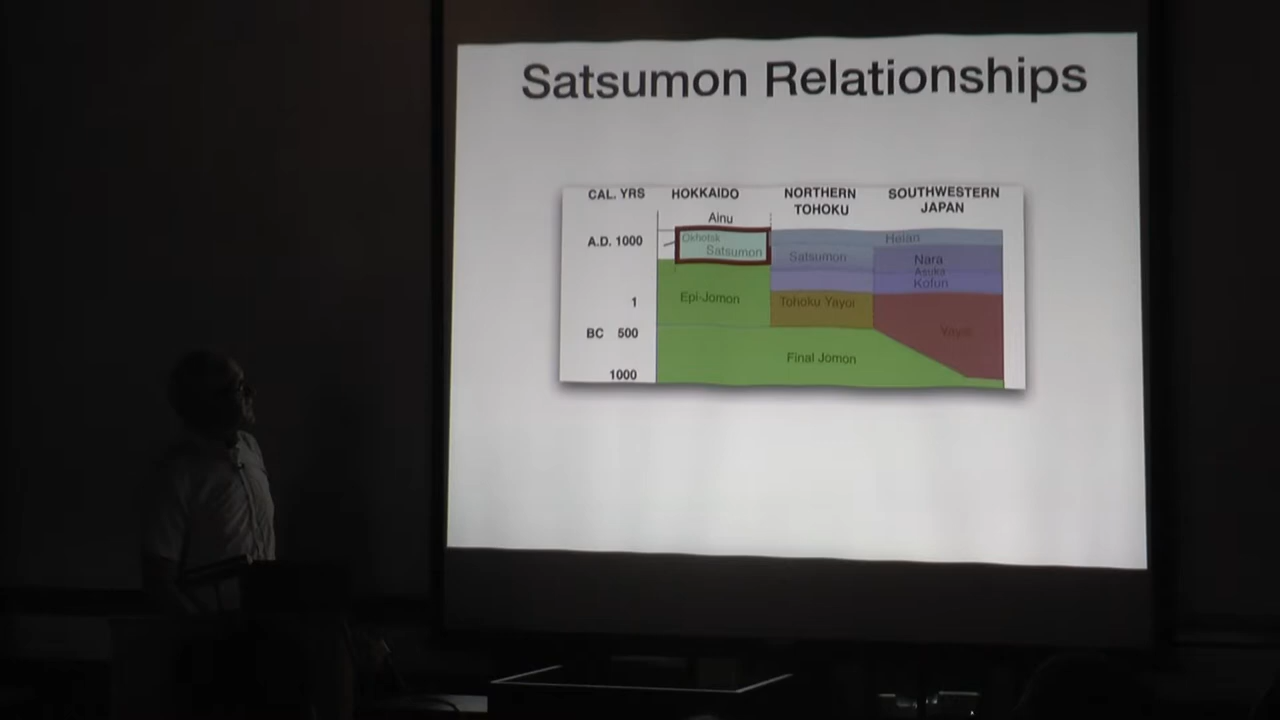 Satsumon Relationships
CAL. YRS
HOKKAIDO
NORTHERN
TOHOKU
SOUTHWESTERN
JAPAN
Ainu
A.D. 1000
Okhotsk
Satsumon
Satsumon
Heian
Nara
Asuka
Kofun
Epi-Jomon
1
Tohoku Yayoi
Yayoi
BC 500
Final Jomon
1000